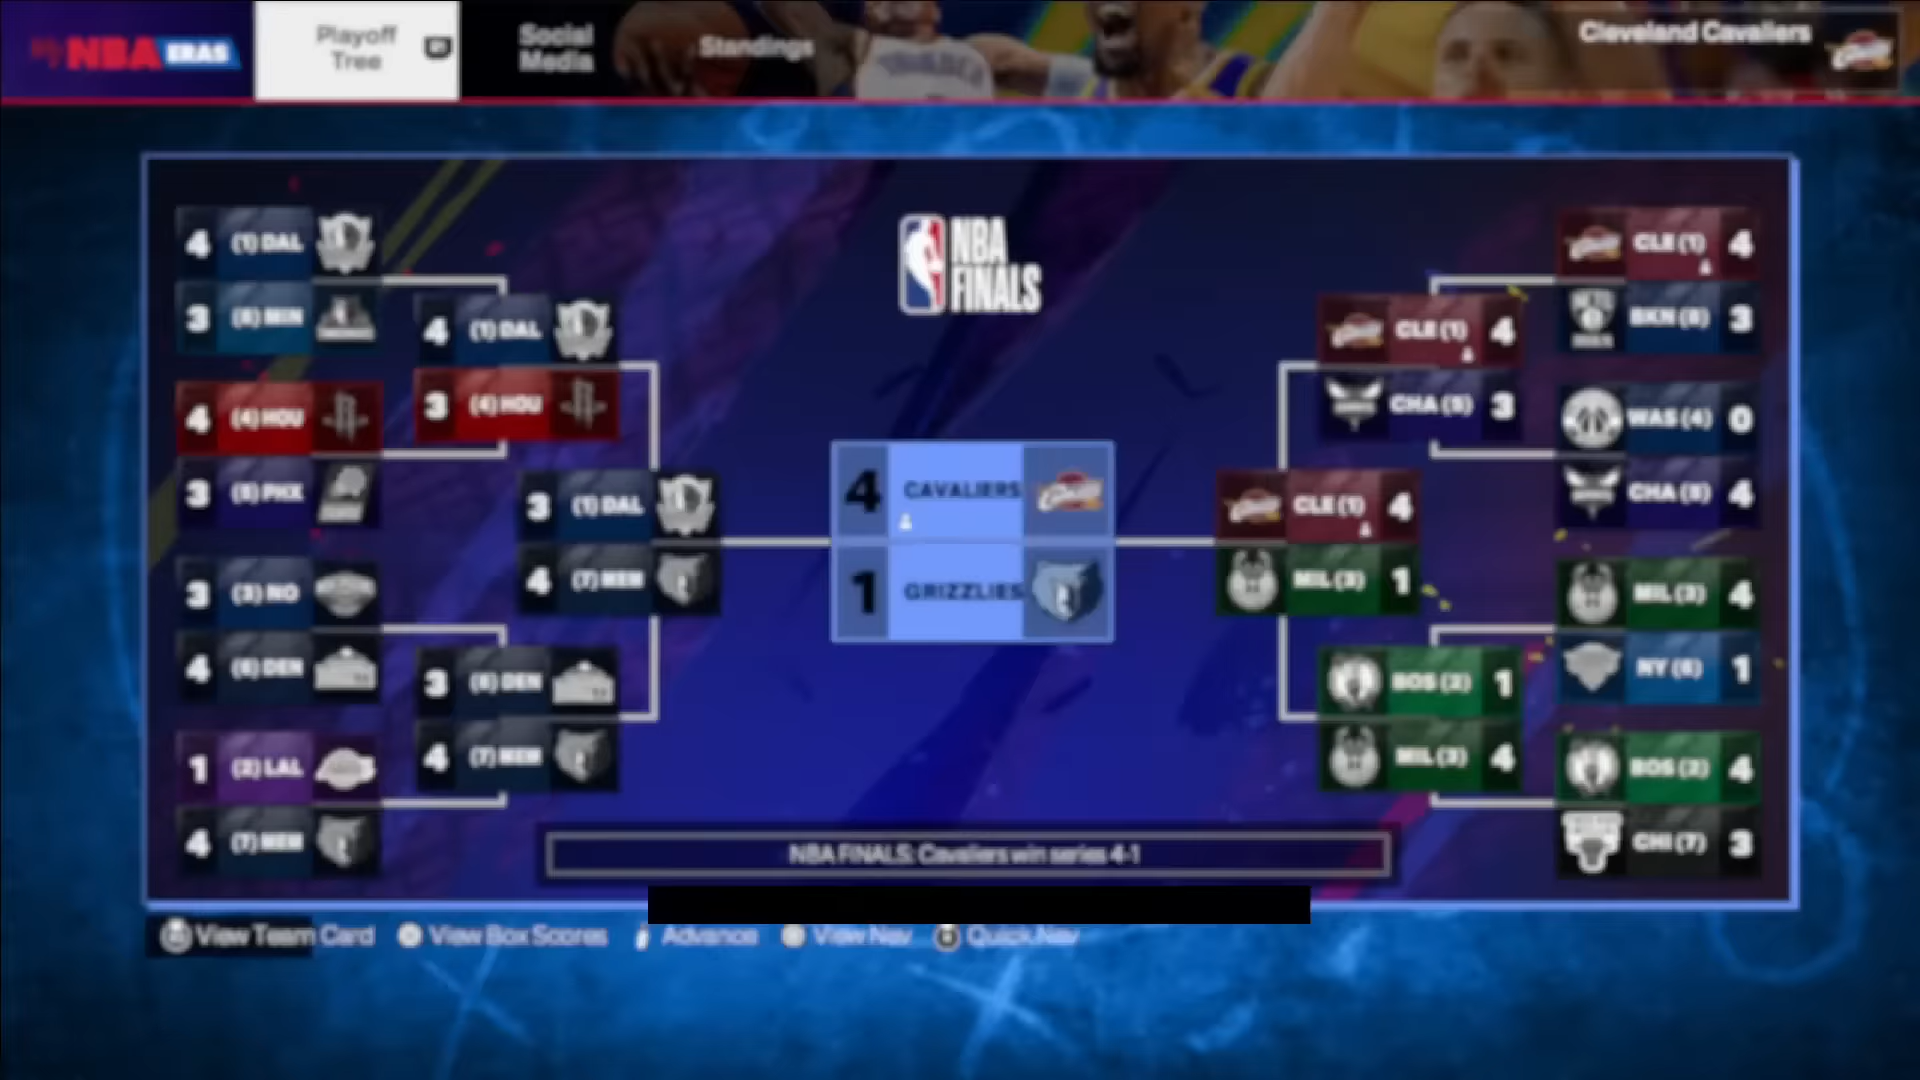 My NBA ERAS
Playoff Tree
Social Media
Standings
Cleveland Cavaliers
NBA FINALS
4 (1) DAL
3 (8) MIN
4 (4) HOU
3 (5) PHX
3 (3) NO
4 (6) DEN
1 (2) LAL
4 (7) MEM
4 (1) DAL
3 (4) HOU
3 (6) DEN
4 (7) MEM
3 (1) DAL
4 (7) MEM
4 CAVALIERS
1 GRIZZLIES
CLE (1) 4
MIL (3) 1
CLE (1) 4
CHA (5) 3
BOS (2) 1
MIL (3) 4
CLE (1) 4
BKN (8) 3
WAS (4) 0
CHA (5) 4
MIL (3) 4
NY (6) 1
BOS (2) 4
CHI (7) 3
NBA FINALS: Cavaliers win series 4-1
View Team Card View Box Scores Advance View Nav Quick Nav